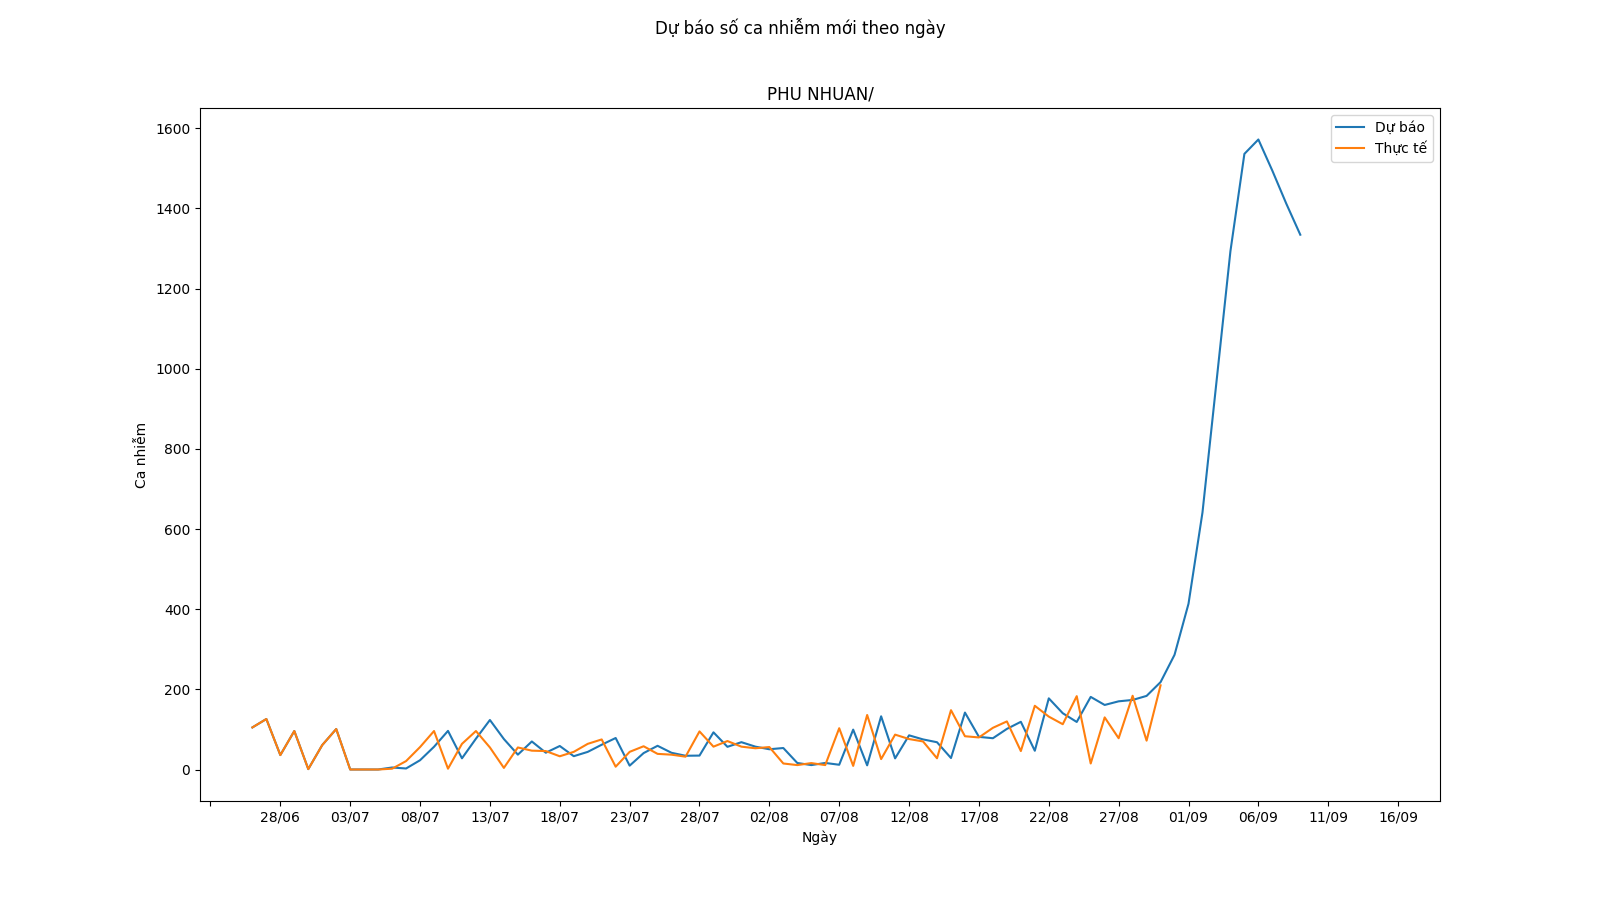 Dự báo số ca nhiễm mới theo ngày
PHU NHUAN/
Dự báo
Thực tế
1600
1400
1200
1000
800
600
400
200
0
Ca nhiễm
28/06 03/07 08/07 13/07 18/07 23/07 28/07 02/08 07/08 12/08 17/08 22/08 27/08 01/09 06/09 11/09 16/09
Ngày